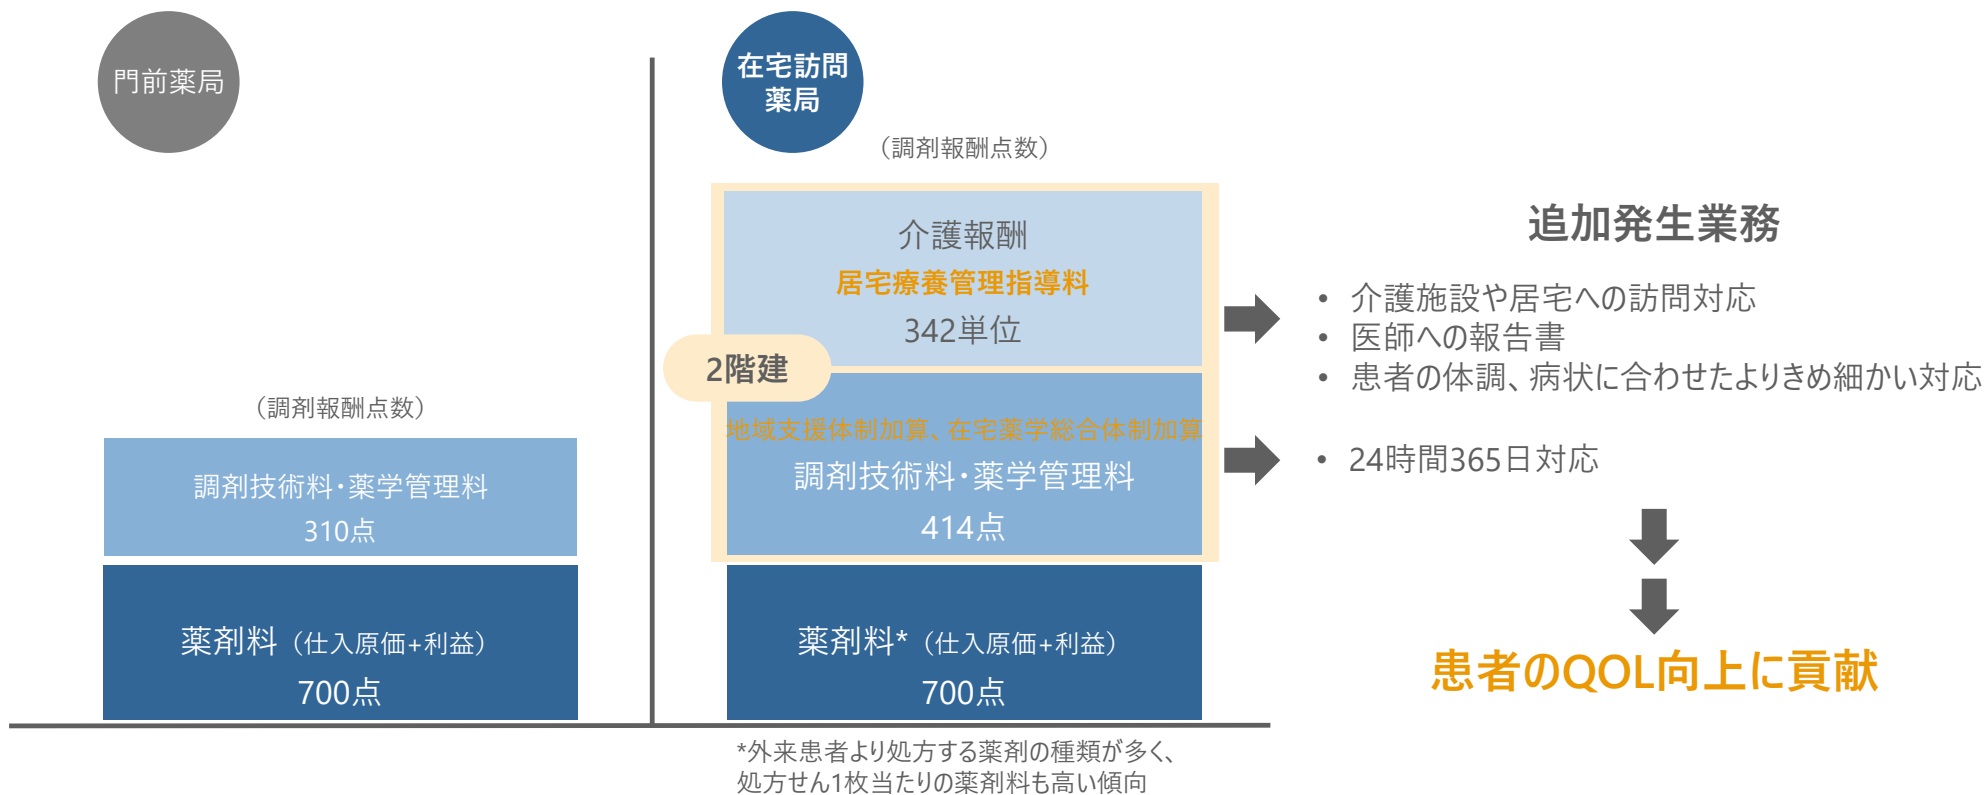 門前薬局
（調剤報酬点数）
調剤技術料・薬学管理料
310点
薬剤料（仕入原価+利益）
700点
在宅訪問
薬局
（調剤報酬点数）
介護報酬
居宅療養管理指導料
342単位
2階建
地域支援体制加算、在宅薬学総合体制加算
調剤技術料・薬学管理料
414点
薬剤料*（仕入原価+利益）
700点
*外来患者より処方する薬剤の種類が多く、
処方せん1枚当たりの薬剤料も高い傾向
追加発生業務
• 介護施設や居宅への訪問対応
• 医師への報告書
• 患者の体調、病状に合わせたよりきめ細かい対応
• 24時間365日対応
患者のQOL向上に貢献